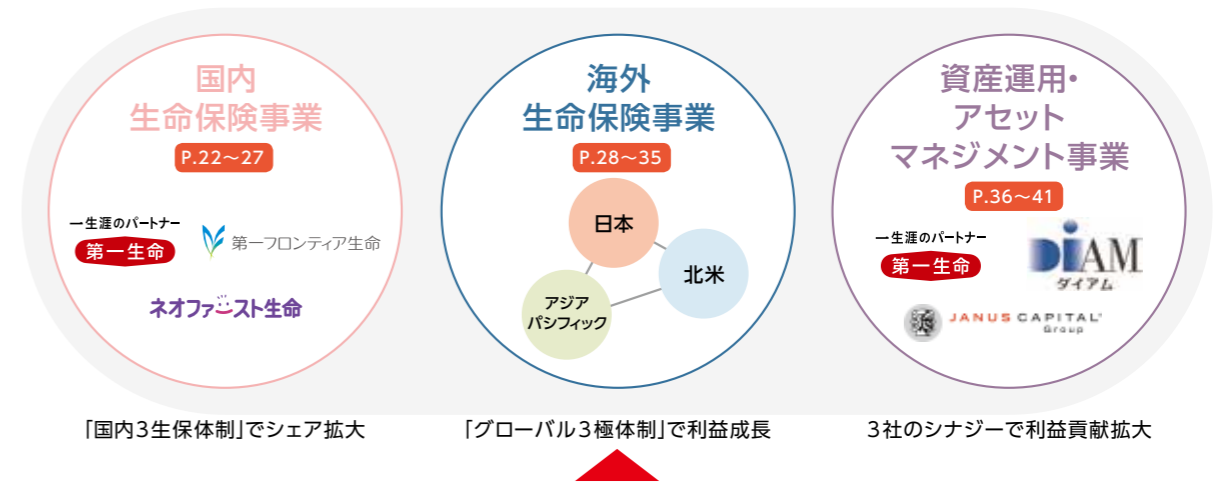 国内
生命保険事業
P.22~27
一生涯のパートナー
第一生命
第一フロンティア生命
ネオファースト生命
「国内3生保体制」でシェア拡大
海外
生命保険事業
P.28~35
日本
北米
アジア
パシフィック
「グローバル3極体制」で利益成長
資産運用・
アセット
マネジメント事業
P.36~41
一生涯のパートナー
第一生命
DIAM
ダイアム
JANUS CAPITAL
Group
3社のシナジーで利益貢献拡大